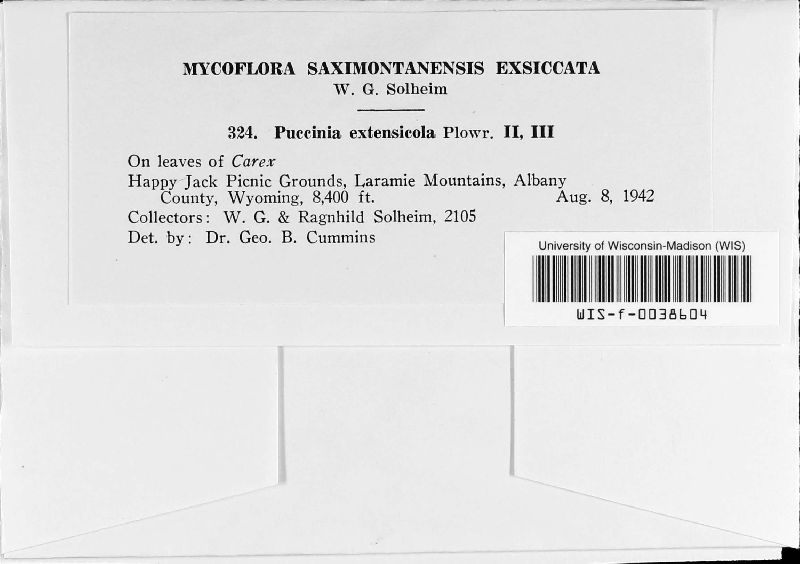 MYCOFLORA SAXIMONTANENSIS EXSICCATA
W. G. Solheim
324. Puccinia extensicola Plowr. II, III
On leaves of Carex
Happy Jack Picnic Grounds, Laramie Mountains, Albany
County, Wyoming, 8,400 ft. Aug. 8, 1942
Collectors: W. G. & Ragnhild Solheim, 2105
Det. by: Dr. Geo. B. Cummins
University of Wisconsin-Madison (WIS)
WIS-f-0038604